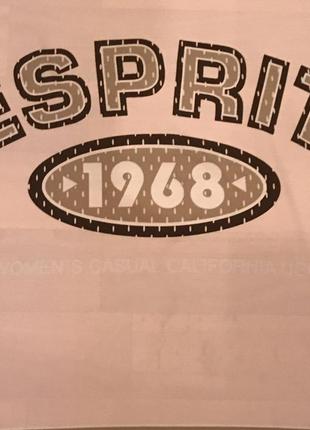 ESPRIT
1968
WOMEN'S CASUAL CALIFORNIA.U